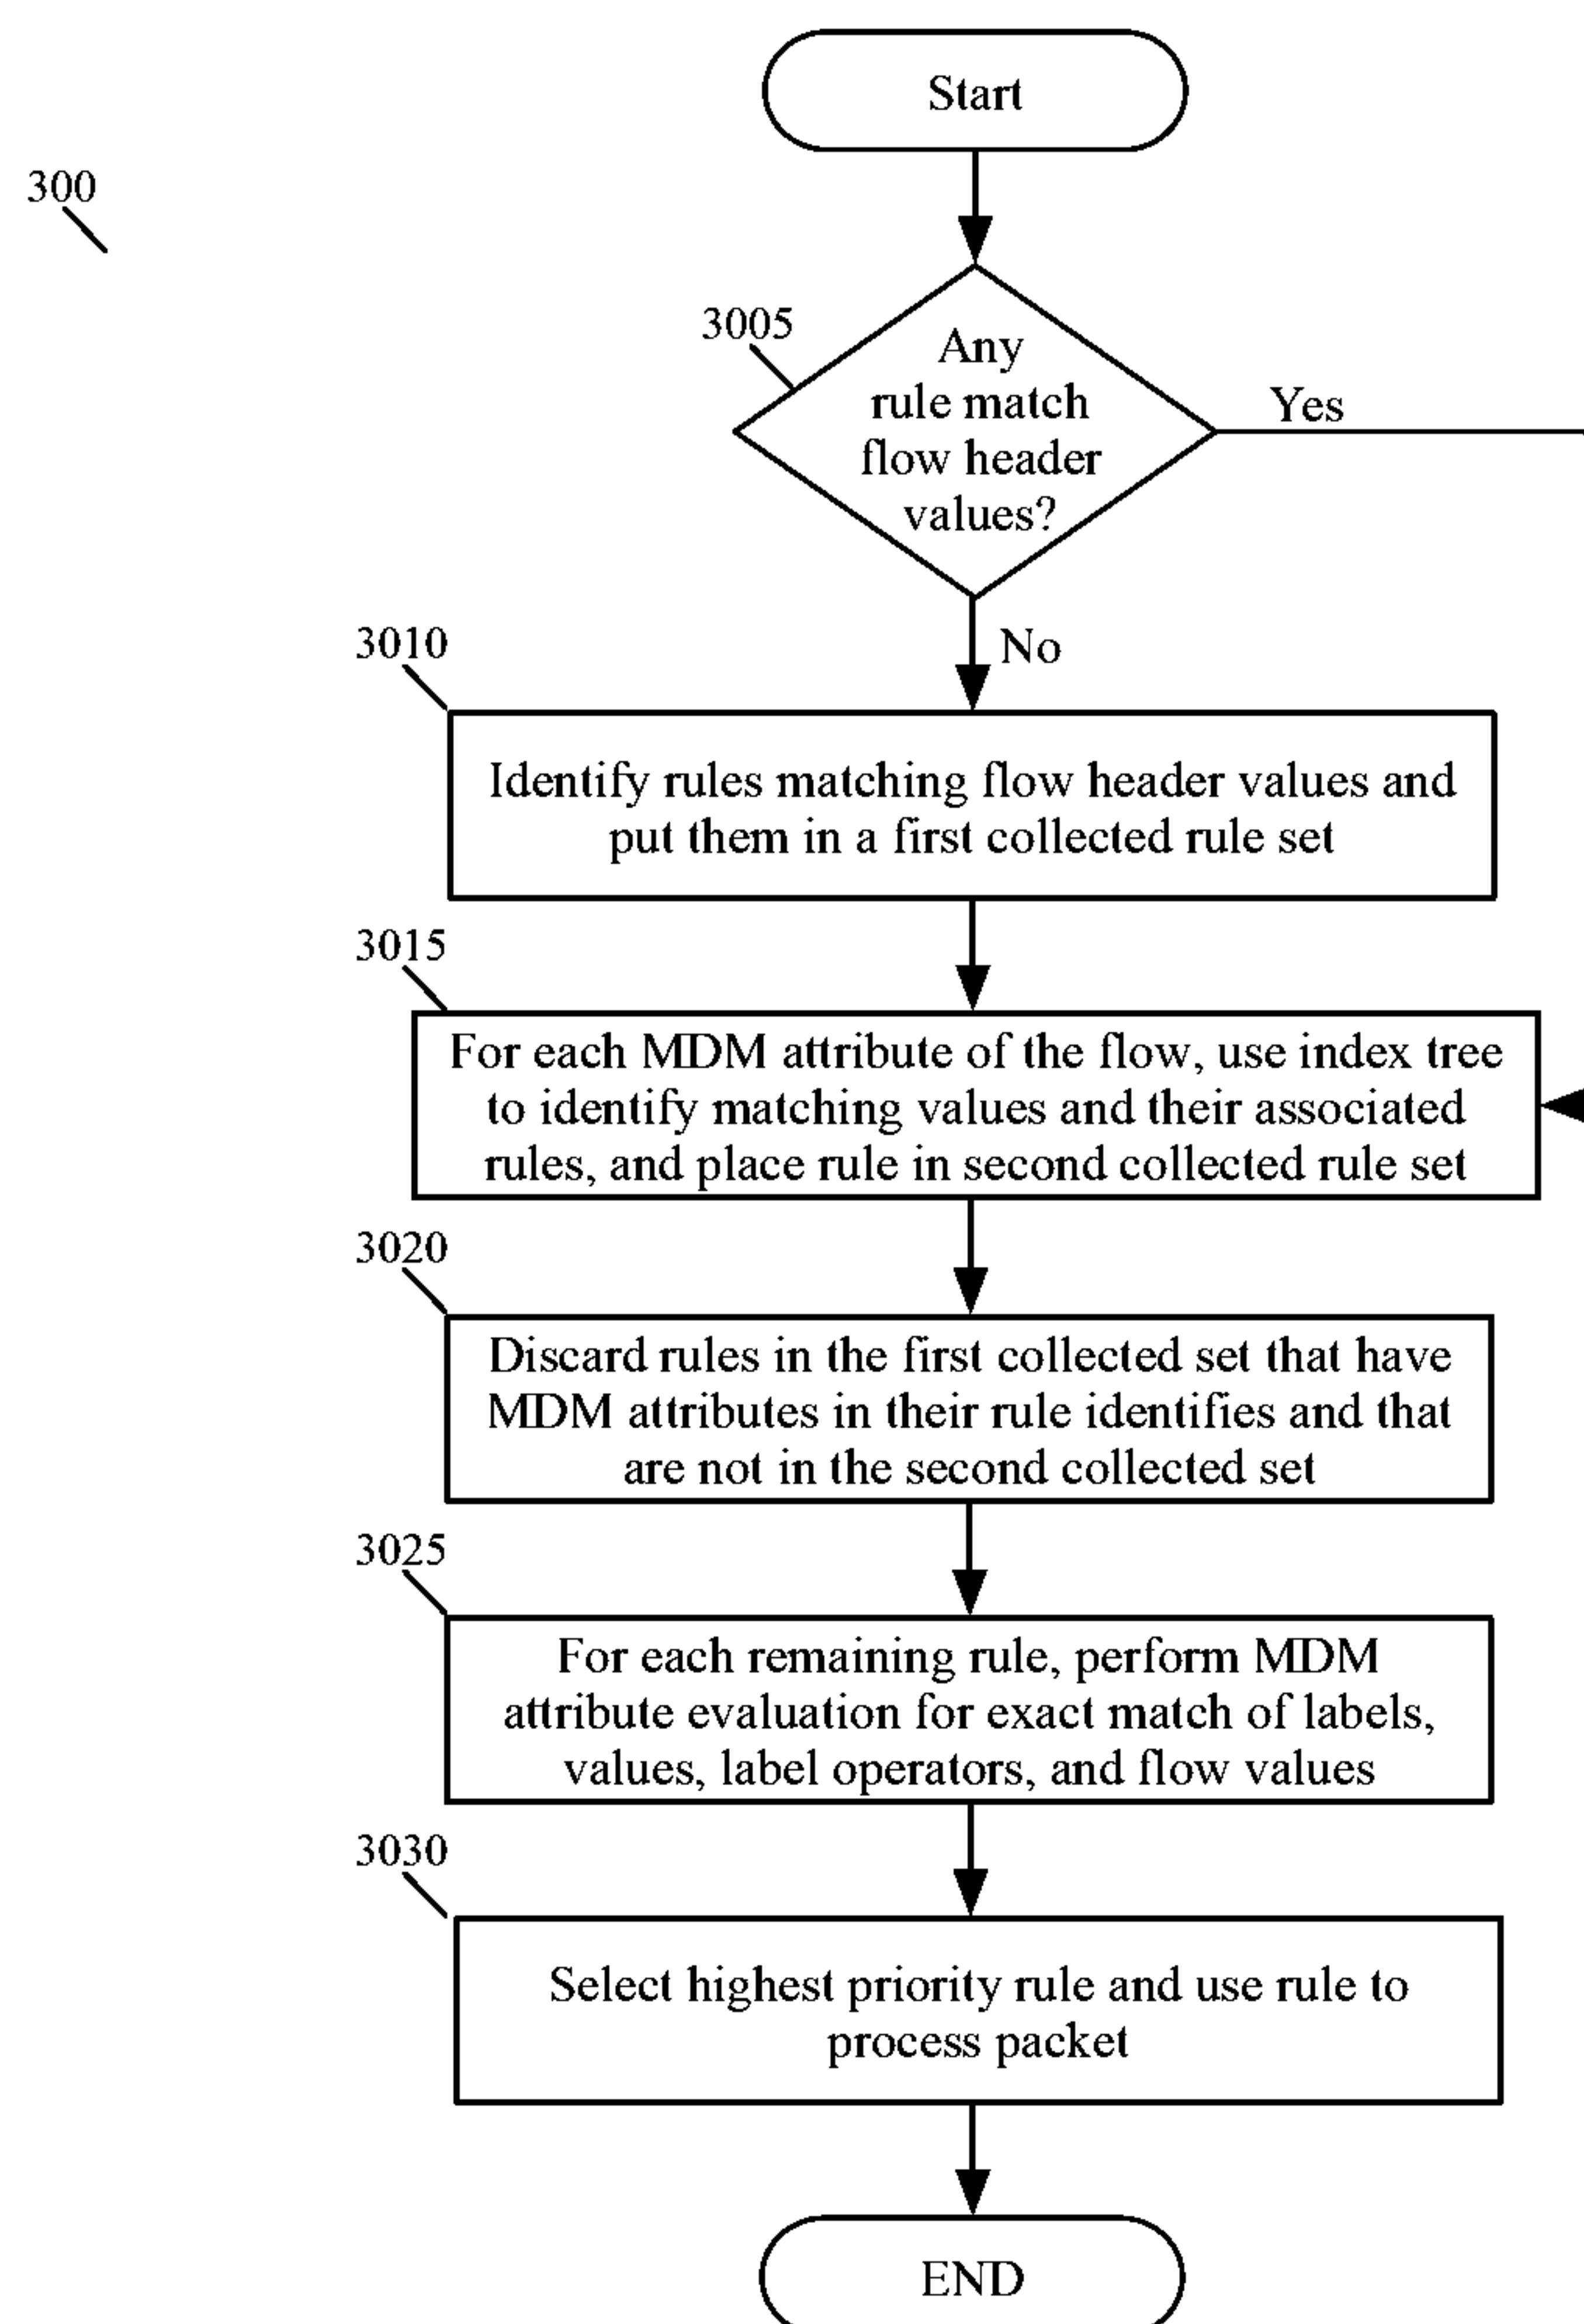 Start
300
3005
Any
rule match
flow header
values?
Yes
No
3010
Identify rules matching flow header values and
put them in a first collected rule set
3015
For each MDM attribute of the flow, use index tree
to identify matching values and their associated
rules, and place rule in second collected rule set
3020
Discard rules in the first collected set that have
MDM attributes in their rule identifies and that
are not in the second collected set
3025
For each remaining rule, perform MDM
attribute evaluation for exact match of labels,
values, label operators, and flow values
3030
Select highest priority rule and use rule to
process packet
END